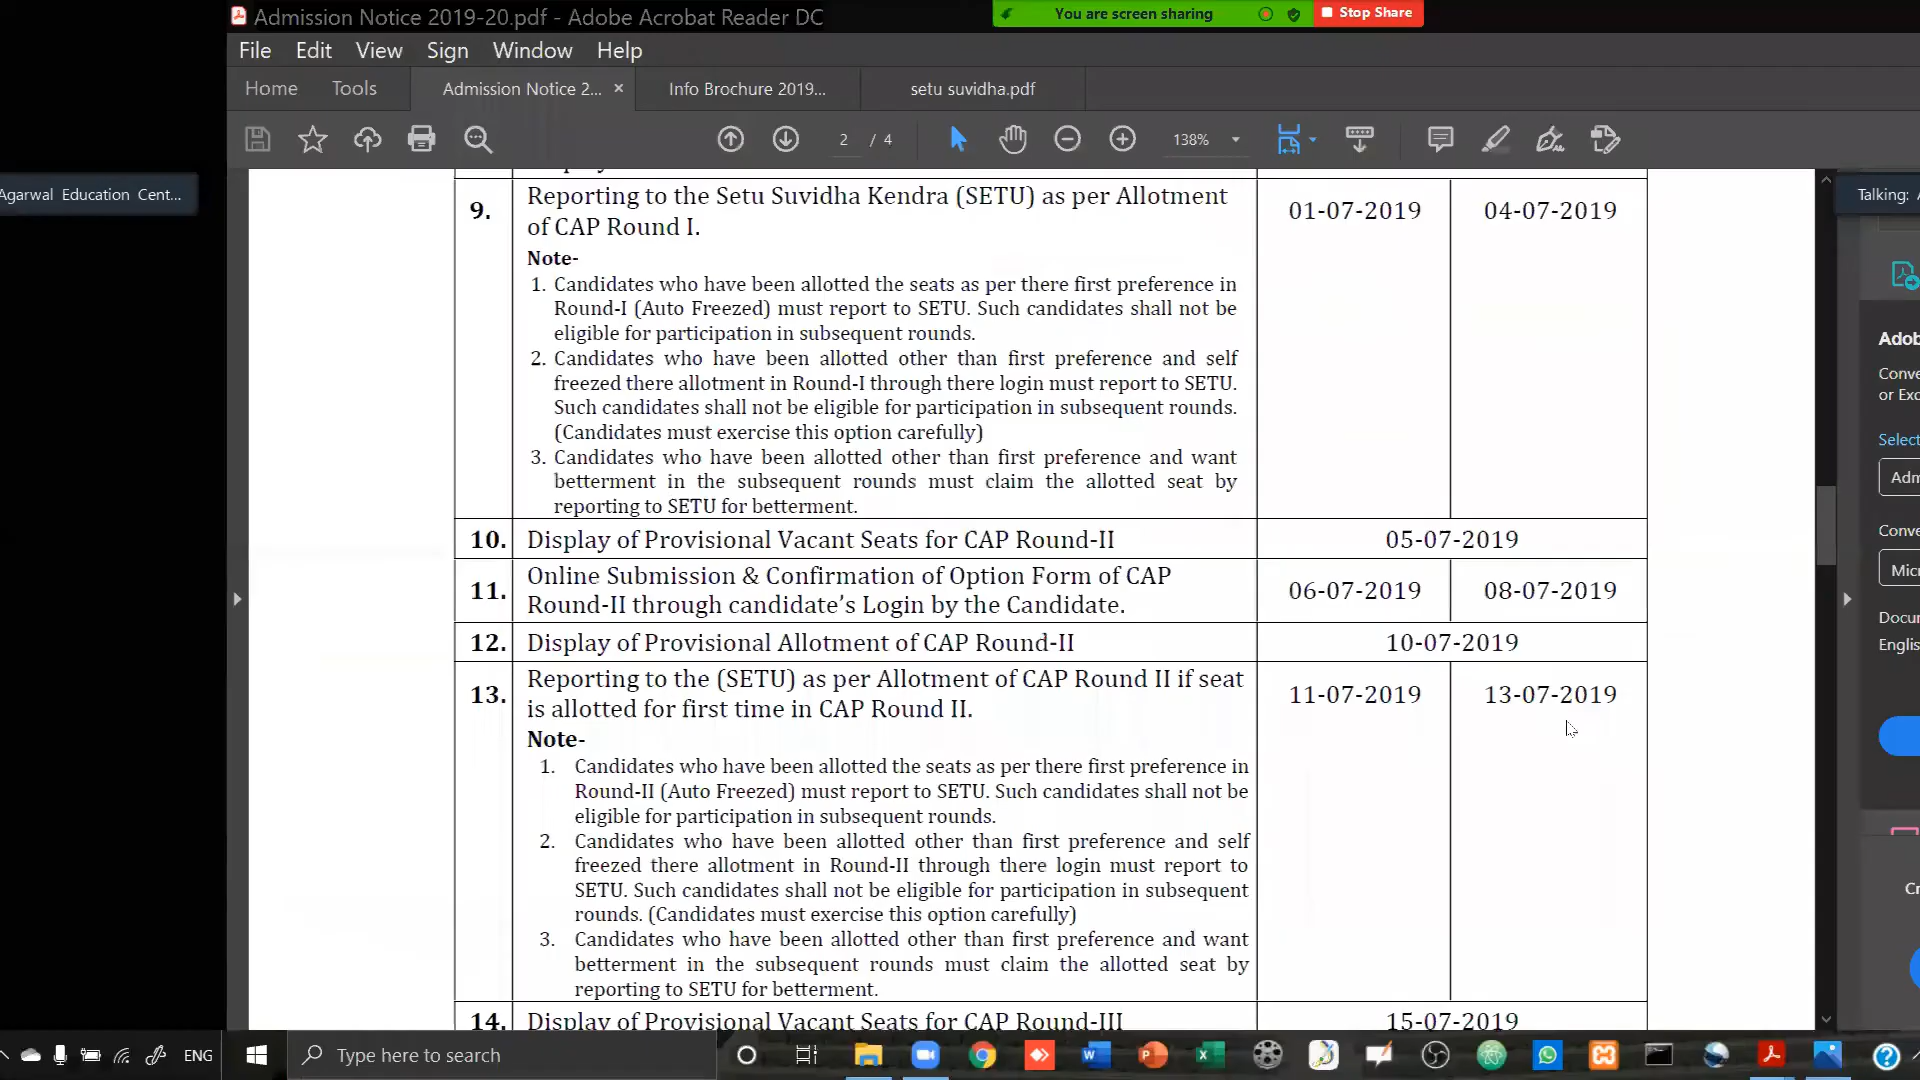 Admission Notice 2019-20.pdf - Adobe Acrobat Reader DC
You are screen sharing
Stop Share
File Edit View Sign Window Help
Home Tools Admission Notice 2... × Info Brochure 2019... setu suvidha.pdf
2 / 4 138%
Agarwal Education Cent...
Talking:
9. Reporting to the Setu Suvidha Kendra (SETU) as per Allotment 01-07-2019 04-07-2019
of CAP Round I.
Note-
1. Candidates who have been allotted the seats as per there first preference in
Round-I (Auto Freezed) must report to SETU. Such candidates shall not be
eligible for participation in subsequent rounds.
2. Candidates who have been allotted other than first preference and self
freezed there allotment in Round-I through there login must report to SETU.
Such candidates shall not be eligible for participation in subsequent rounds.
(Candidates must exercise this option carefully)
3. Candidates who have been allotted other than first preference and want
betterment in the subsequent rounds must claim the allotted seat by
reporting to SETU for betterment.
10. Display of Provisional Vacant Seats for CAP Round-II 05-07-2019
11. Online Submission & Confirmation of Option Form of CAP 06-07-2019 08-07-2019
Round-II through candidate's Login by the Candidate.
12. Display of Provisional Allotment of CAP Round-II 10-07-2019
13. Reporting to the (SETU) as per Allotment of CAP Round II if seat 11-07-2019 13-07-2019
is allotted for first time in CAP Round II.
Note-
1. Candidates who have been allotted the seats as per there first preference in
Round-II (Auto Freezed) must report to SETU. Such candidates shall not be
eligible for participation in subsequent rounds.
2. Candidates who have been allotted other than first preference and self
freezed there allotment in Round-II through there login must report to
SETU. Such candidates shall not be eligible for participation in subsequent
rounds. (Candidates must exercise this option carefully)
3. Candidates who have been allotted other than first preference and want
betterment in the subsequent rounds must claim the allotted seat by
reporting to SETU for betterment.
14. Display of Provisional Vacant Seats for CAP Round-III 15-07-2019
Adob
Conve
or Exc
Select
Adm
Conve
Micr
Docum
English
Cr
ENG
Type here to search